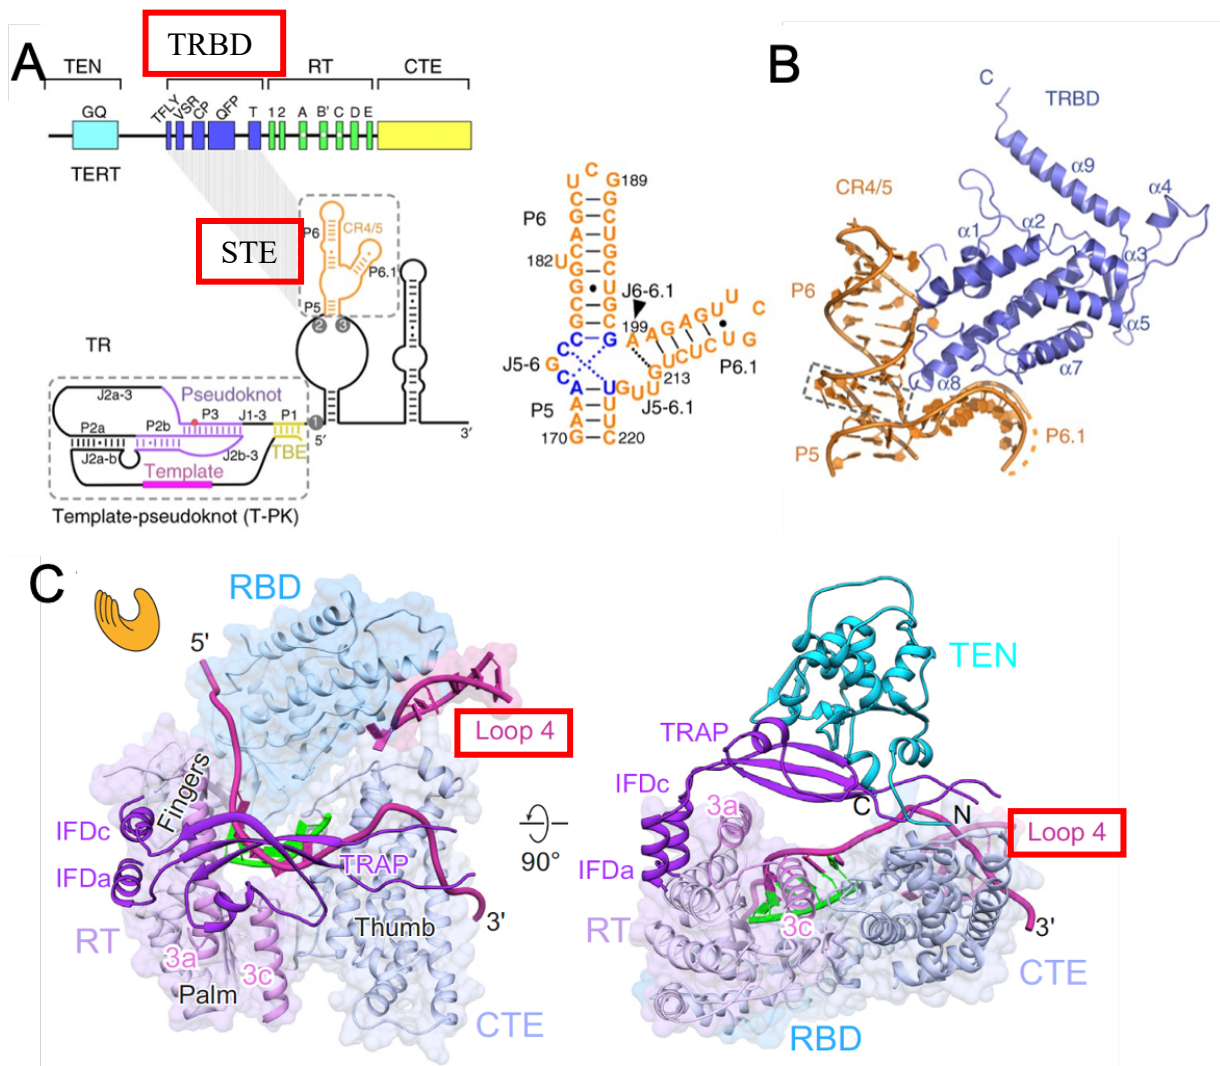 A
TEN
TRBD
RT
CTE
GQ
TFLY
VSR
CP
QFP
T
1 2 A B' C D E
TERT
STE
P6
CR4/5
P6.1
P5
2
3
TR
J2a-3
Pseudoknot
P3
J1-3
P1
P2a
P2b
1
5'
3'
J2a-b
J2b-3
TBE
Template
Template-pseudoknot (T-PK)
C
U
G
189
P6
C G
G C
A U
C G
182
U
G C
C
G U
G G
C G
J6-6.1
199
A A G A G U U
C
G
U
C U C U G
P6.1
213
J5-6
G
C
C
A
J5-6.1
U G U U G
P5
A U
A U
A U
170 G C 220
B
C
TRBD
CR4/5
α9
α4
α1
α2
α3
P6
α5
α7
α8
P5
P6.1
C
RBD
5'
Loop 4
Fingers
IFDc
IFDa
TRAP
RT
3a
3c
Palm
Thumb
3'
CTE
90°
TEN
TRAP
IFDc
3a
C
N
Loop 4
IFDa
RT
3c
3'
CTE
RBD